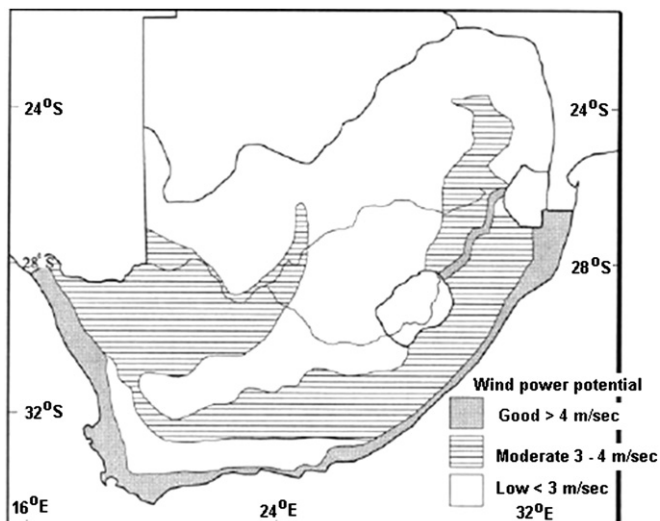 24°S
24°S
28°S
28°S
Wind power potential
Good > 4 m/sec
32°S
Moderate 3 - 4 m/sec
Low < 3 m/sec
16°E
24°E
32°E